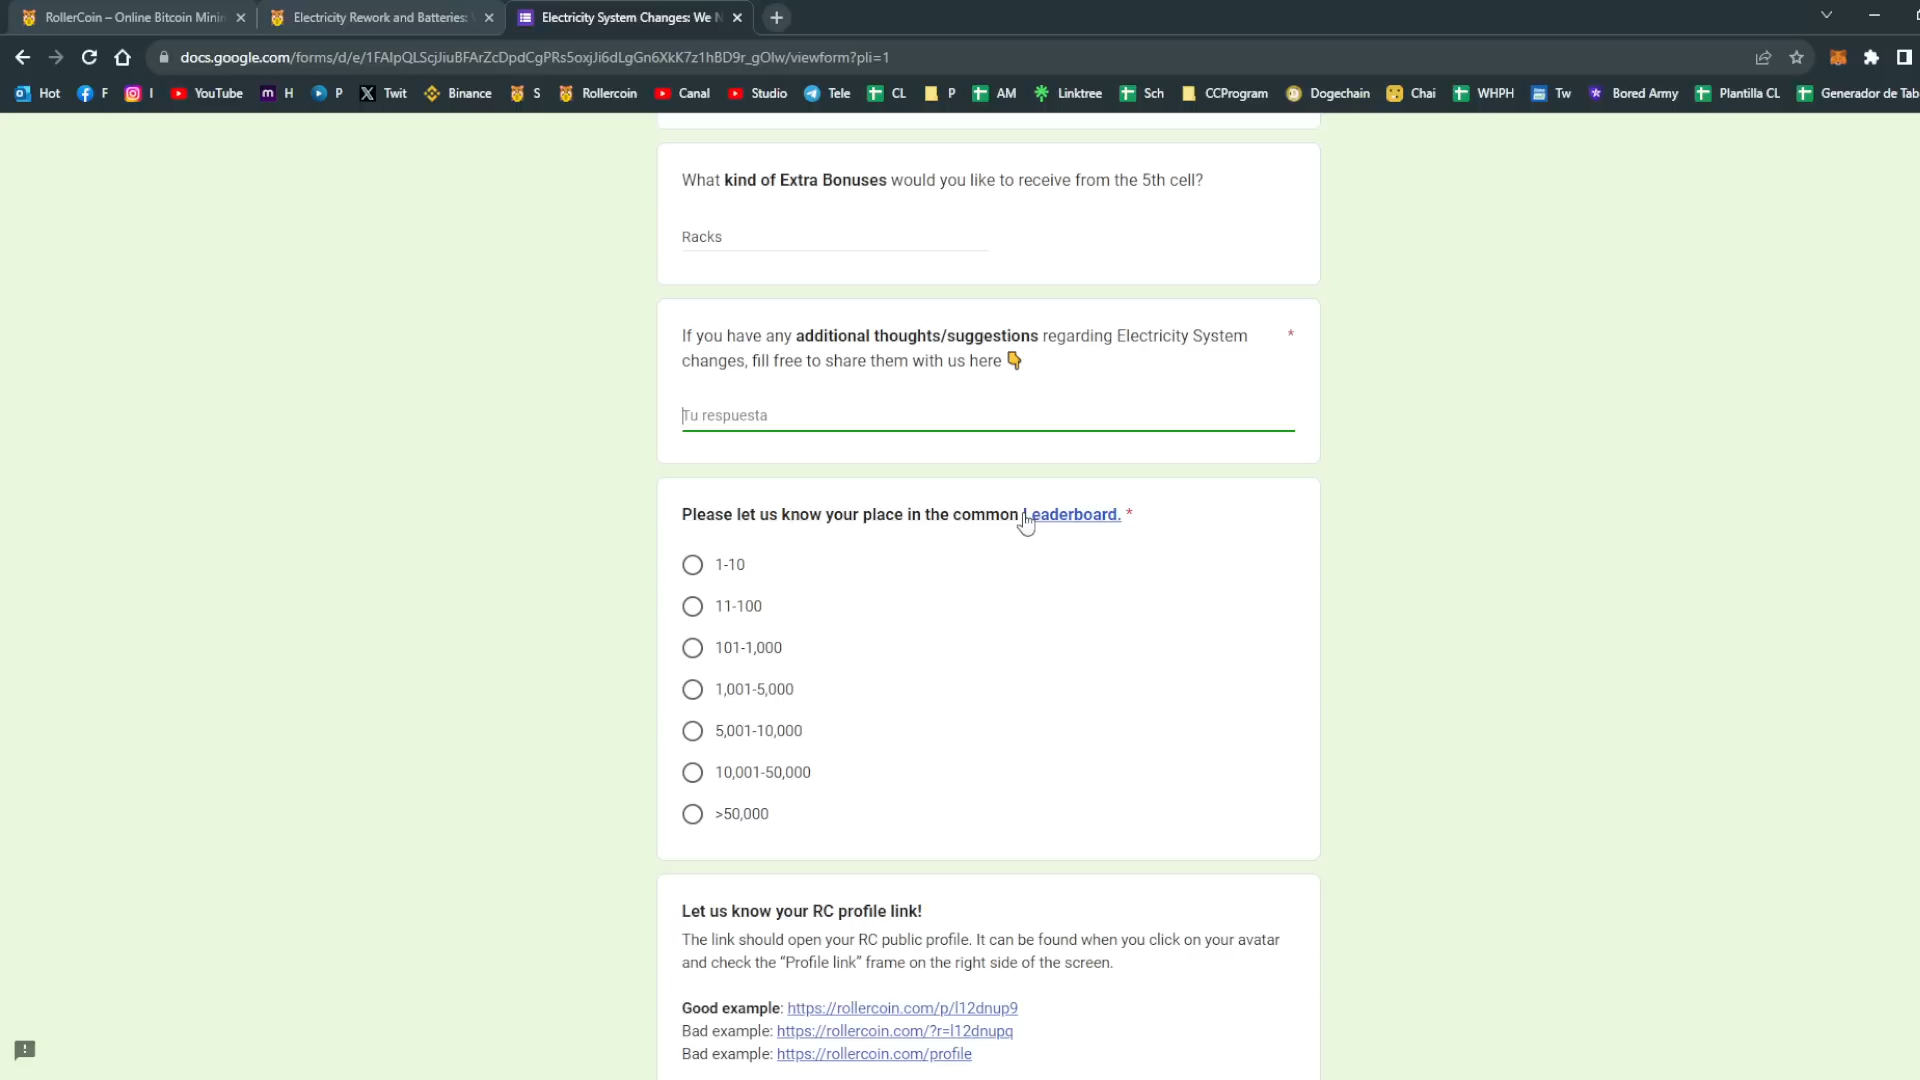 RollerCoin – Online Bitcoin Minin
Electricity Rework and Batteries:
Electricity System Changes: We N
docs.google.com/forms/d/e/1FAIpQLScjJiuBFArZcDpdCgPRs5oxjJi6dLgGn6XkK7z1hBD9r_gOlw/viewform?pli=1
Hot F I YouTube H P Twit Binance S Rollercoin Canal Studio Tele CL P AM Linktree Sch CCProgram Dogechain Chai WHPH Tw Bored Army Plantilla CL Generador de Tab
What kind of Extra Bonuses would you like to receive from the 5th cell?
Racks
If you have any additional thoughts/suggestions regarding Electricity System *
changes, fill free to share them with us here 👇
Tu respuesta
Please let us know your place in the common Leaderboard. *
1-10
11-100
101-1,000
1,001-5,000
5,001-10,000
10,001-50,000
>50,000
Let us know your RC profile link!
The link should open your RC public profile. It can be found when you click on your avatar
and check the “Profile link” frame on the right side of the screen.
Good example: https://rollercoin.com/p/l12dnup9
Bad example: https://rollercoin.com/?r=l12dnupq
Bad example: https://rollercoin.com/profile